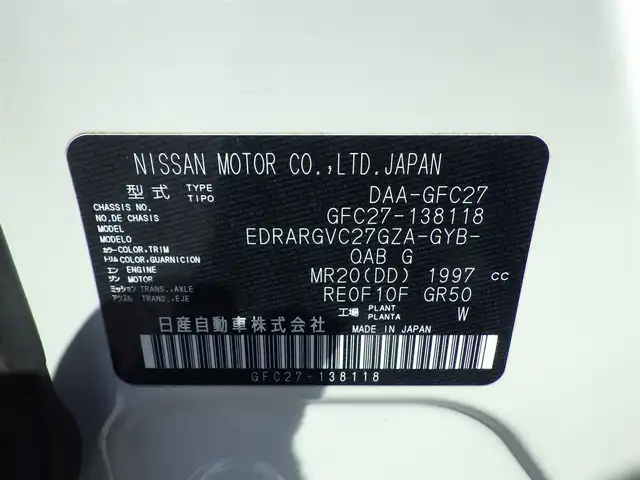 NISSAN MOTOR CO.,LTD.JAPAN
型式 TYPE TIPO DAA-GFC27
CHASSIS NO. NO.DE CHASIS GFC27-138118
MODEL MODELO EDRARGVC27GZA-GYB-
カラー COLOR,TRIM トリム COLOR,GUARNICION QAB G
エンジン ENGINE MOTOR MR20(DD) 1997 cc
ミッション TRANS.,AXLE アクスル TRANS.,EJE RE0F10F GR50
工場 PLANT PLANTA W
日産自動車株式会社 MADE IN JAPAN
GFC27-138118